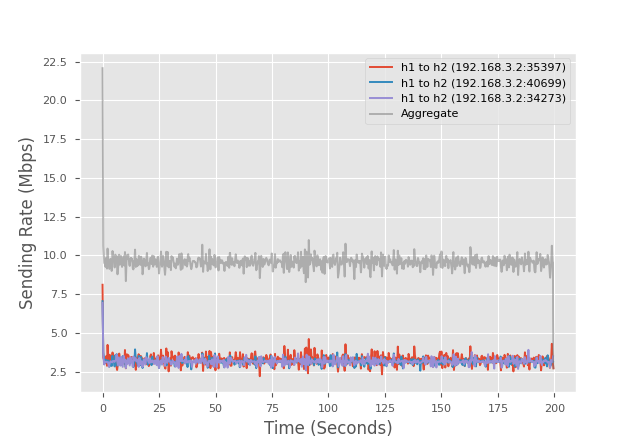 h1 to h2 (192.168.3.2:35397)
h1 to h2 (192.168.3.2:40699)
h1 to h2 (192.168.3.2:34273)
Aggregate
Sending Rate (Mbps)
22.5
20.0
17.5
15.0
12.5
10.0
7.5
5.0
2.5
0 25 50 75 100 125 150 175 200
Time (Seconds)